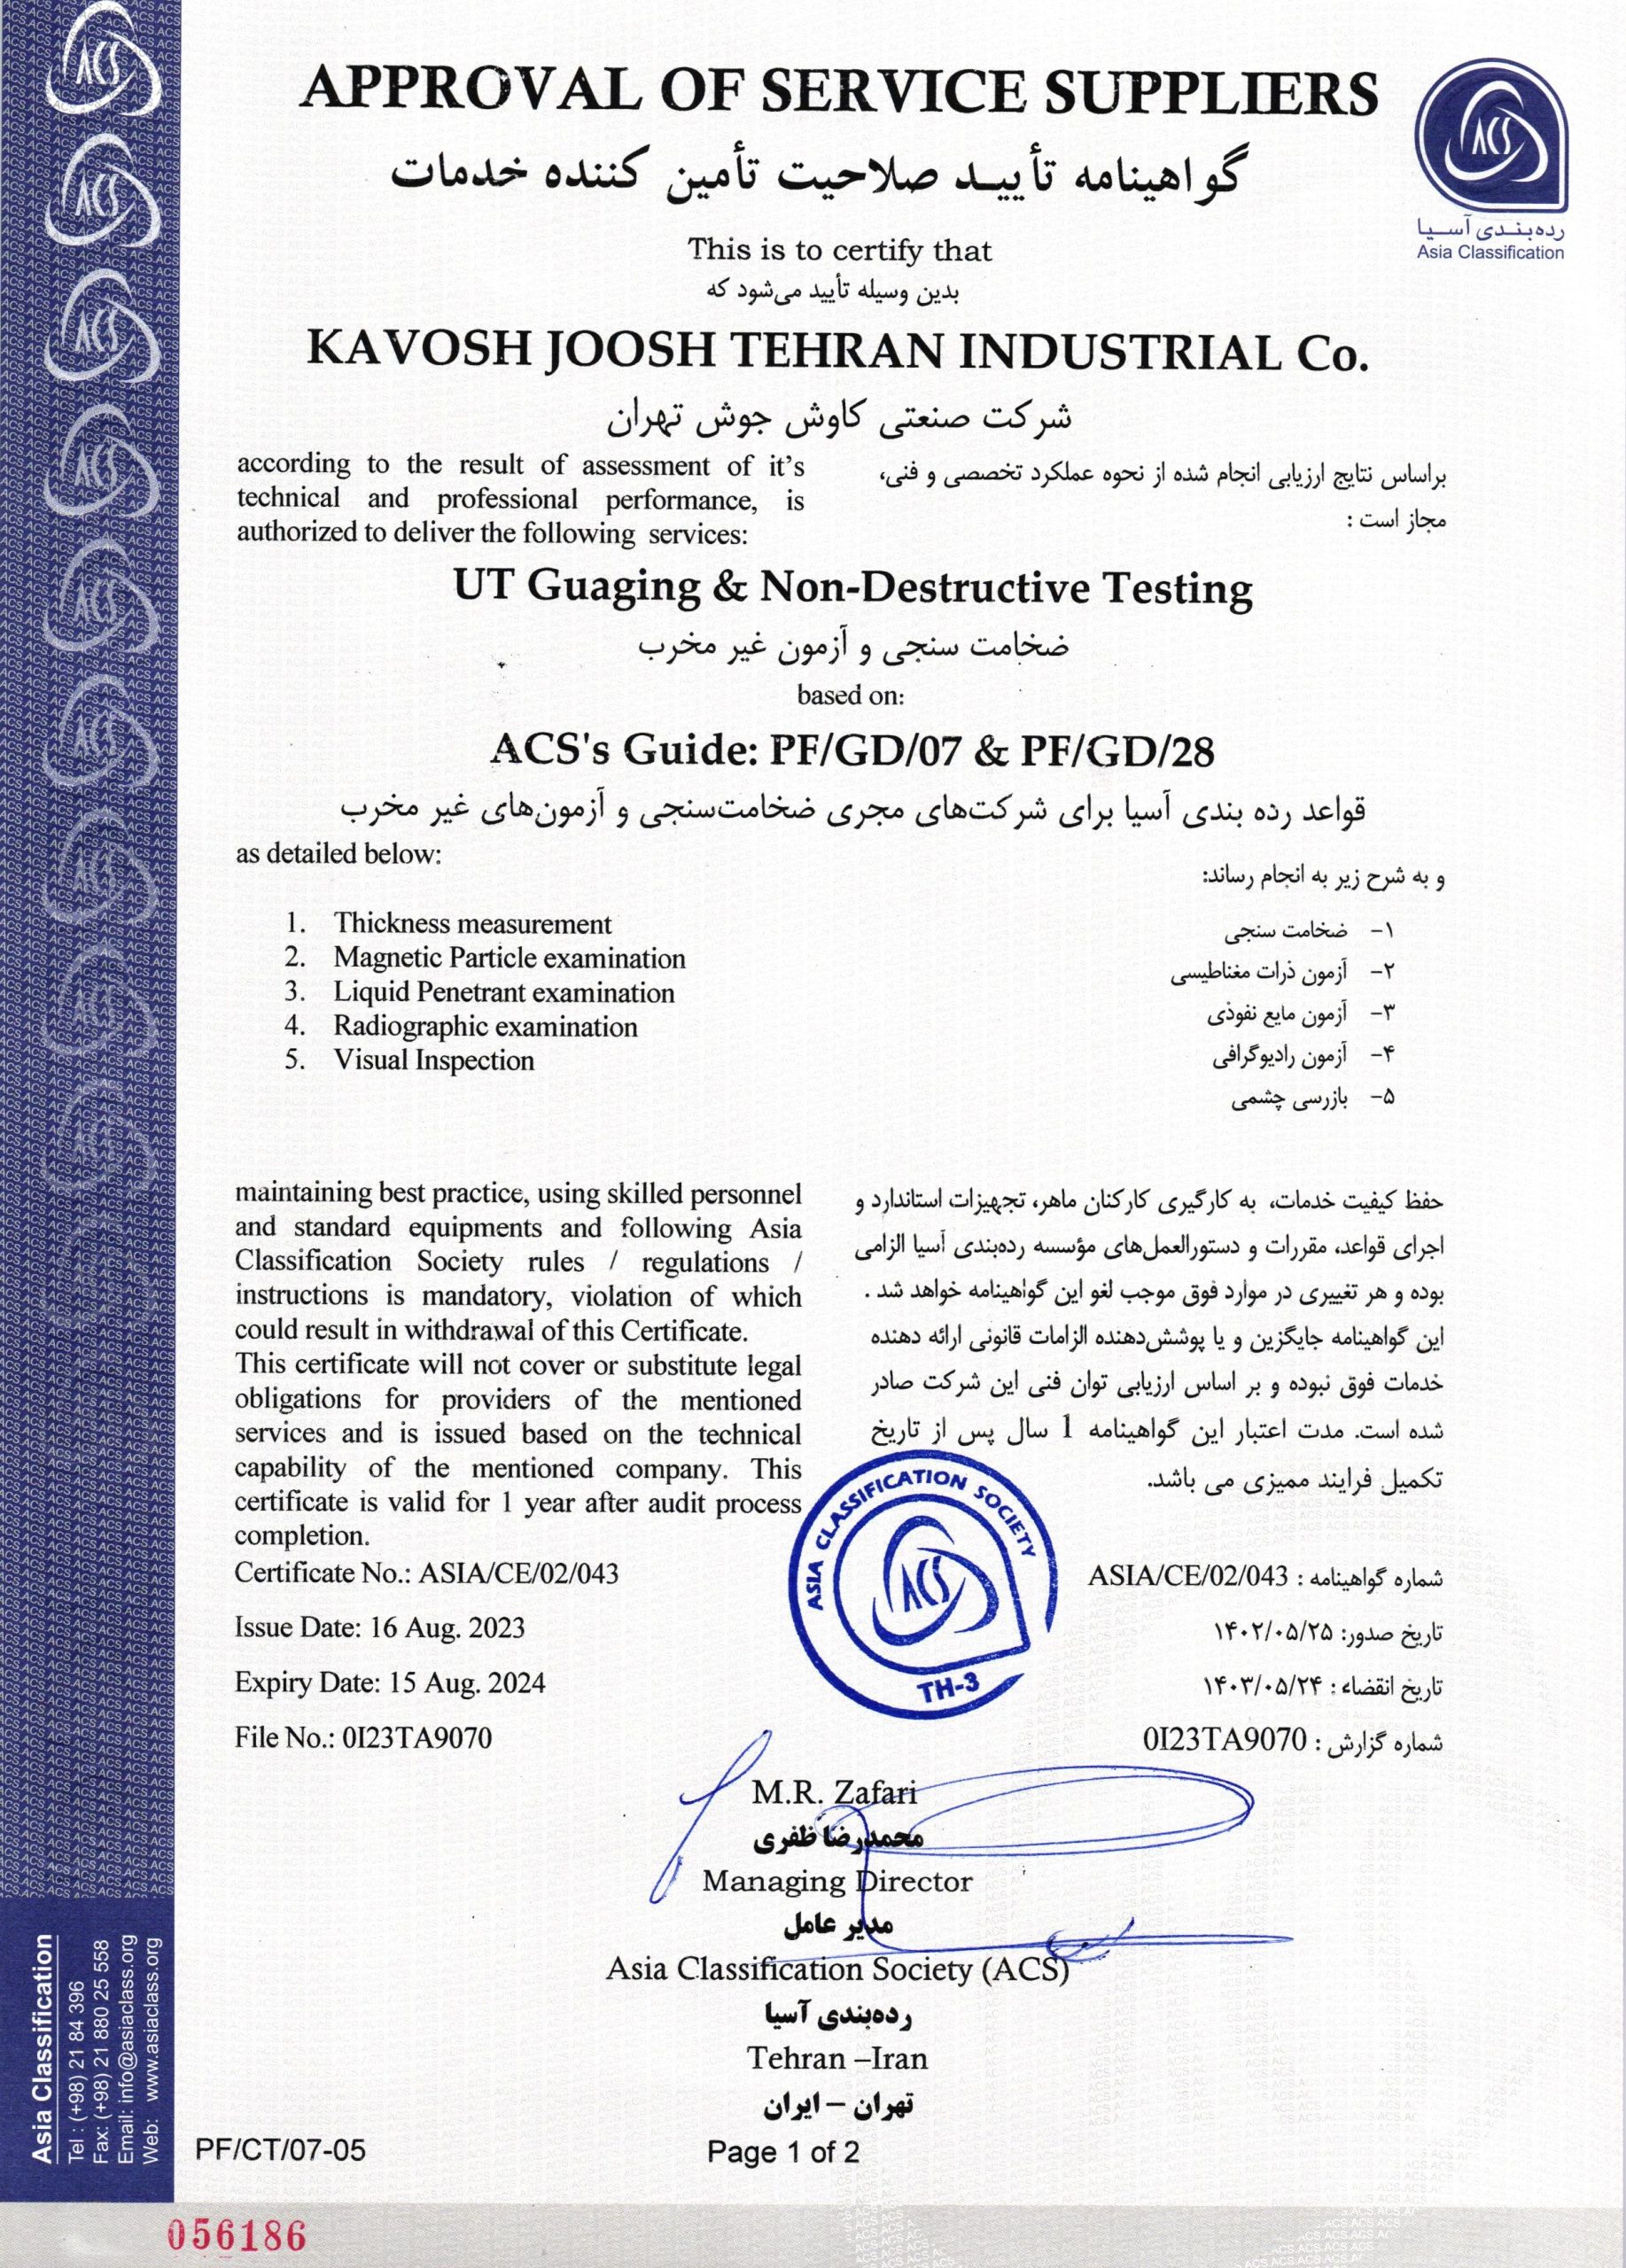 APPROVAL OF SERVICE SUPPLIERS
گواهینامه تأیید صلاحیت تأمین کننده خدمات
ACS
رده‌بندی آسیا
Asia Classification
This is to certify that
بدین وسیله تأیید می‌شود که
KAVOSH JOOSH TEHRAN INDUSTRIAL Co.
شرکت صنعتی کاوش جوش تهران
according to the result of assessment of it’s
technical and professional performance, is
authorized to deliver the following services:
براساس نتایج ارزیابی انجام شده از نحوه عملکرد تخصصی و فنی،
مجاز است :
UT Guaging & Non-Destructive Testing
ضخامت سنجی و آزمون غیر مخرب
based on:
ACS's Guide: PF/GD/07 & PF/GD/28
قواعد رده بندی آسیا برای شرکت‌های مجری ضخامت‌سنجی و آزمون‌های غیر مخرب
as detailed below:
و به شرح زیر به انجام رساند:
1. Thickness measurement
2. Magnetic Particle examination
3. Liquid Penetrant examination
4. Radiographic examination
5. Visual Inspection
۱- ضخامت سنجی
۲- آزمون ذرات مغناطیسی
۳- آزمون مایع نفوذی
۴- آزمون رادیوگرافی
۵- بازرسی چشمی
maintaining best practice, using skilled personnel
and standard equipments and following Asia
Classification Society rules / regulations /
instructions is mandatory, violation of which
could result in withdrawal of this Certificate.
This certificate will not cover or substitute legal
obligations for providers of the mentioned
services and is issued based on the technical
capability of the mentioned company. This
certificate is valid for 1 year after audit process
completion.
حفظ کیفیت خدمات، به کارگیری کارکنان ماهر، تجهیزات استاندارد و
اجرای قواعد، مقررات و دستورالعمل‌های مؤسسه رده‌بندی آسیا الزامی
بوده و هر تغییری در موارد فوق موجب لغو این گواهینامه خواهد شد .
این گواهینامه جایگزین و یا پوشش‌دهنده الزامات قانونی ارائه دهنده
خدمات فوق نبوده و بر اساس ارزیابی توان فنی این شرکت صادر
شده است. مدت اعتبار این گواهینامه 1 سال پس از تاریخ
تکمیل فرایند ممیزی می باشد.
Certificate No.: ASIA/CE/02/043
Issue Date: 16 Aug. 2023
Expiry Date: 15 Aug. 2024
File No.: 0I23TA9070
ASIA CLASSIFICATION SOCIETY
ACS
TH-3
شماره گواهینامه : ASIA/CE/02/043
تاریخ صدور: ۱۴۰۲/۰۵/۲۵
تاریخ انقضاء : ۱۴۰۳/۰۵/۲۴
شماره گزارش : 0I23TA9070
M.R. Zafari
محمدرضا ظفری
Managing Director
مدیر عامل
Asia Classification Society (ACS)
رده‌بندی آسیا
Tehran –Iran
تهران – ایران
PF/CT/07-05
Page 1 of 2
Asia Classification
Tel : (+98) 21 84 396
Fax: (+98) 21 880 25 558
Email: info@asiaclass.org
Web: www.asiaclass.org
056186